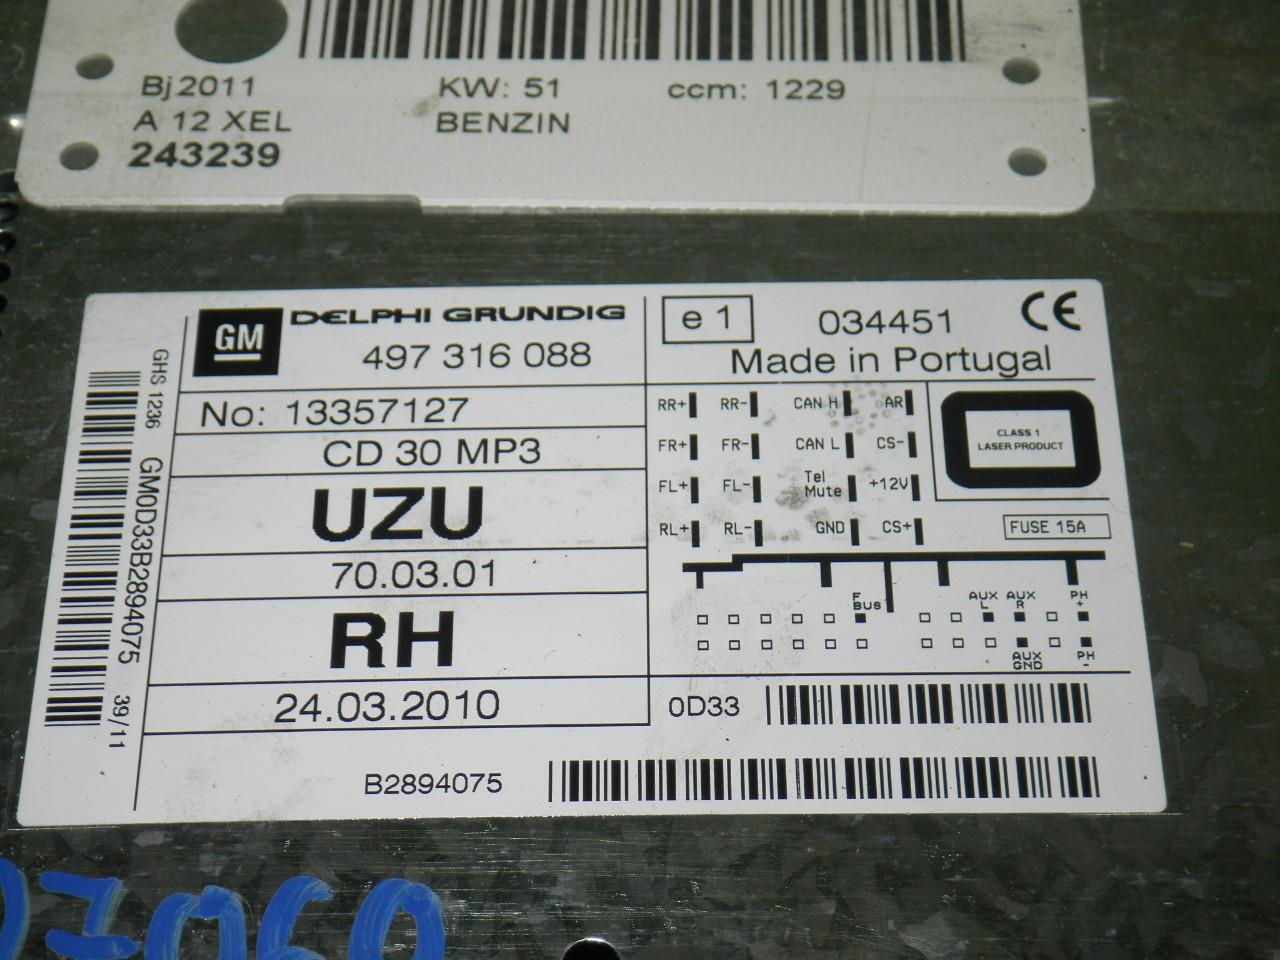 Bj2011 KW: 51 ccm: 1229
A 12 XEL BENZIN
243239
GM DELPHI GRUNDIG
497 316 088
No: 13357127
CD 30 MP3
UZU
70.03.01
RH
24.03.2010
B2894075
GHS 1236 GM0D33B2894075 39/11
e 1 034451 CE
Made in Portugal
RR+ RR- CAN H AR
FR+ FR- CAN L CS-
FL+ FL- Tel Mute +12V
RL+ RL- GND CS+
CLASS 1
LASER PRODUCT
FUSE 15A
F BUS AUX L AUX R PH +
AUX GND PH -
0D33